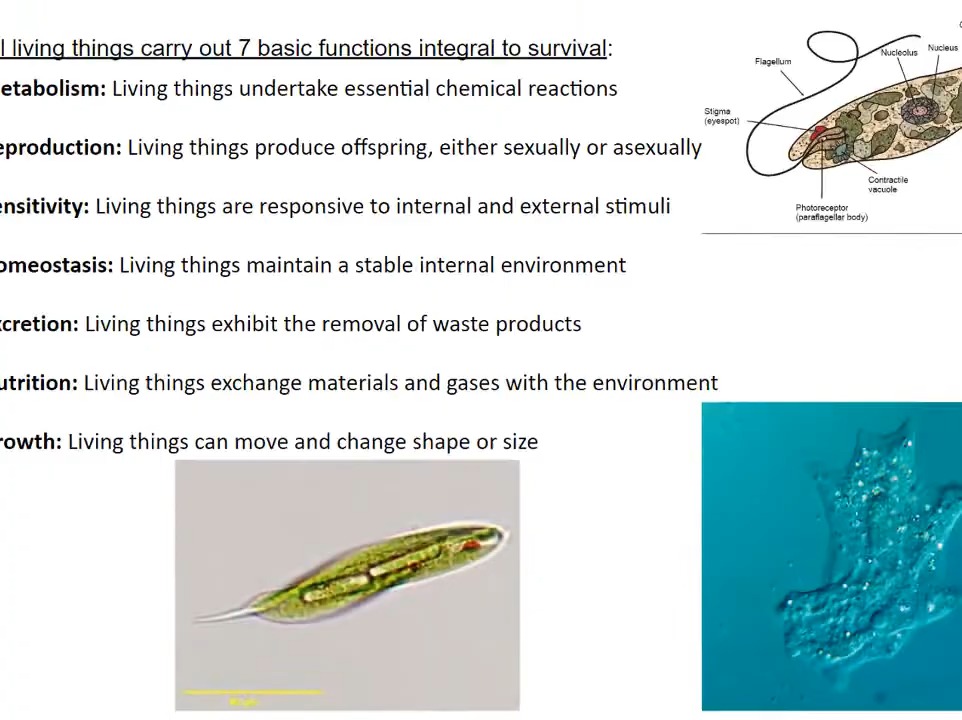 l living things carry out 7 basic functions integral to survival:
etabolism: Living things undertake essential chemical reactions
eproduction: Living things produce offspring, either sexually or asexually
ensitivity: Living things are responsive to internal and external stimuli
omeostasis: Living things maintain a stable internal environment
xcretion: Living things exhibit the removal of waste products
utrition: Living things exchange materials and gases with the environment
rowth: Living things can move and change shape or size
Flagellum
Nucleolus
Nucleus
Stigma
(eyespot)
Contractile
vacuole
Photoreceptor
(paraflagellar body)